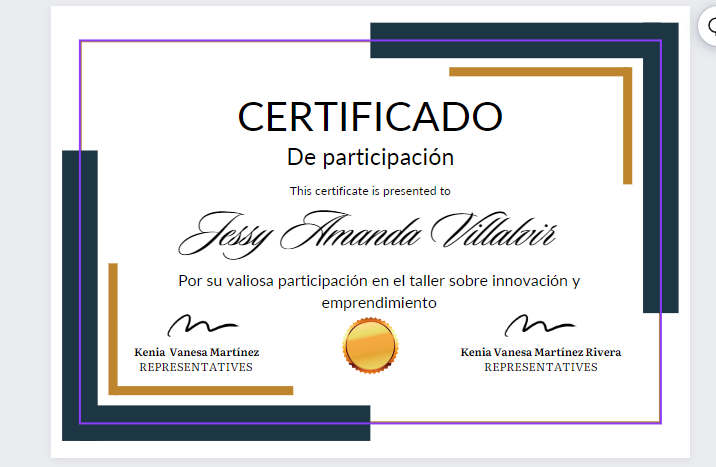 CERTIFICADO
De participación
This certificate is presented to
Jessy Amanda Villalvir
Por su valiosa participación en el taller sobre innovación y
emprendimiento
Kenia Vanesa Martínez
REPRESENTATIVES
Kenia Vanesa Martínez Rivera
REPRESENTATIVES